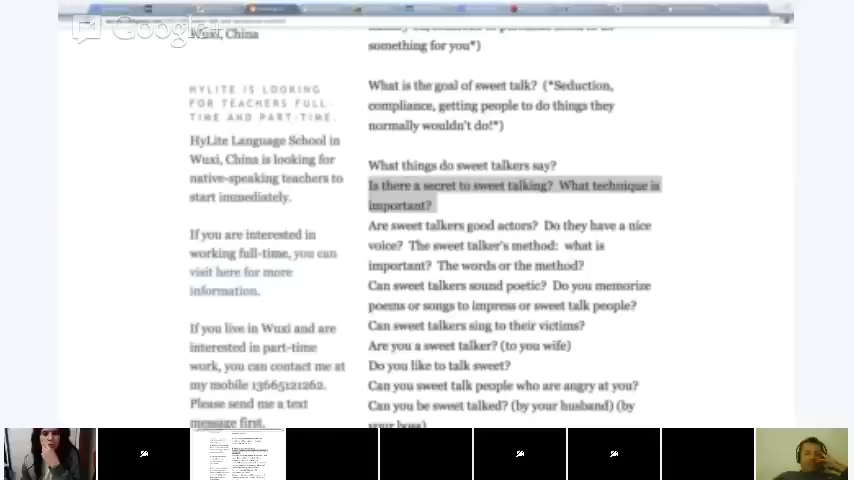 Google+
Wuxi, China
HYLITE IS LOOKING
FOR TEACHERS FULL-
TIME AND PART-TIME.
HyLite Language School in
Wuxi, China is looking for
native-speaking teachers to
start immediately.
If you are interested in
working full-time, you can
visit here for more
information.
If you live in Wuxi and are
interested in part-time
work, you can contact me at
my mobile 13665121262.
Please send me a text
message first.
something for you*)
What is the goal of sweet talk? (*Seduction,
compliance, getting people to do things they
normally wouldn't do!*)
What things do sweet talkers say?
Is there a secret to sweet talking? What technique is
important?
Are sweet talkers good actors? Do they have a nice
voice? The sweet talker's method: what is
important? The words or the method?
Can sweet talkers sound poetic? Do you memorize
poems or songs to impress or sweet talk people?
Can sweet talkers sing to their victims?
Are you a sweet talker? (to you wife)
Do you like to talk sweet?
Can you sweet talk people who are angry at you?
Can you be sweet talked? (by your husband) (by
your boss)